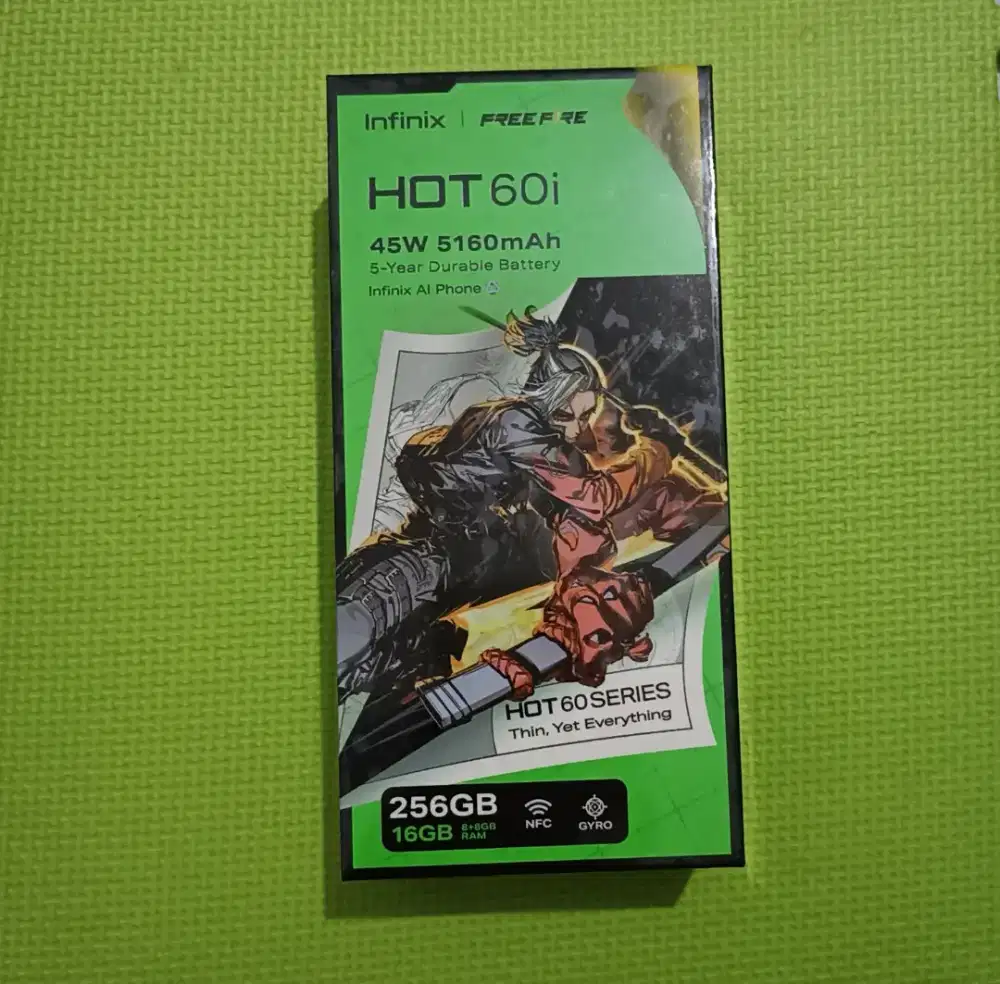 Infinix | FREE FIRE
HOT 60i
45W 5160mAh
5-Year Durable Battery
Infinix AI Phone
HOT 60 SERIES
Thin, Yet Everything
256GB
16GB 8+8GB RAM
NFC
GYRO